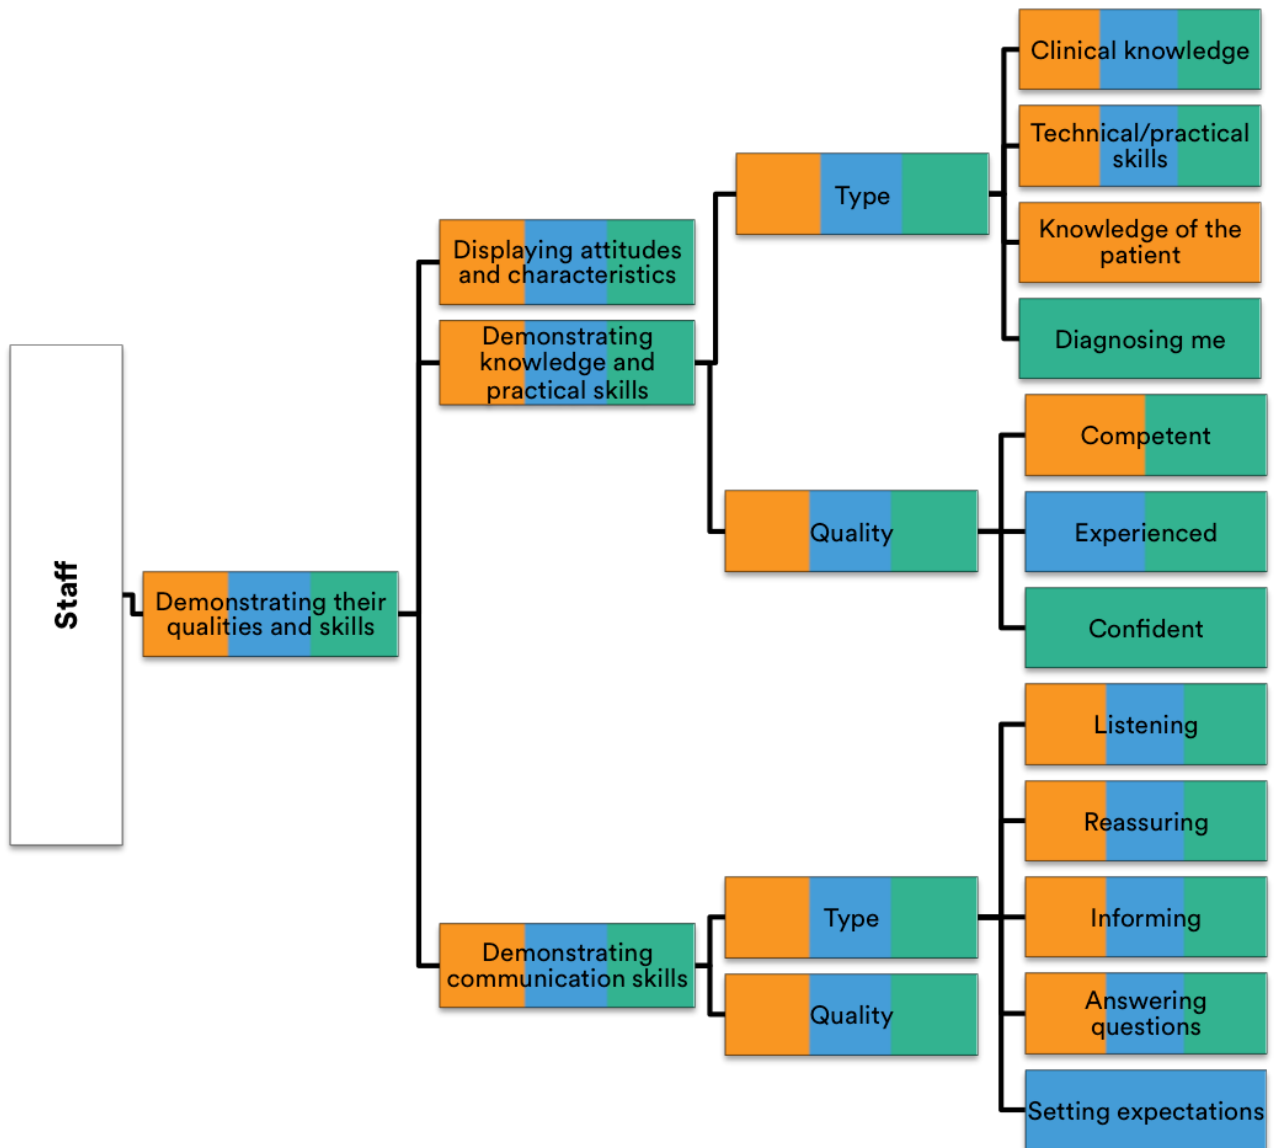 Staff
Demonstrating their
qualities and skills
Displaying attitudes
and characteristics
Demonstrating
knowledge and
practical skills
Type
Clinical knowledge
Technical/practical
skills
Knowledge of the
patient
Diagnosing me
Quality
Competent
Experienced
Confident
Demonstrating
communication skills
Type
Listening
Reassuring
Informing
Answering
questions
Setting expectations
Quality